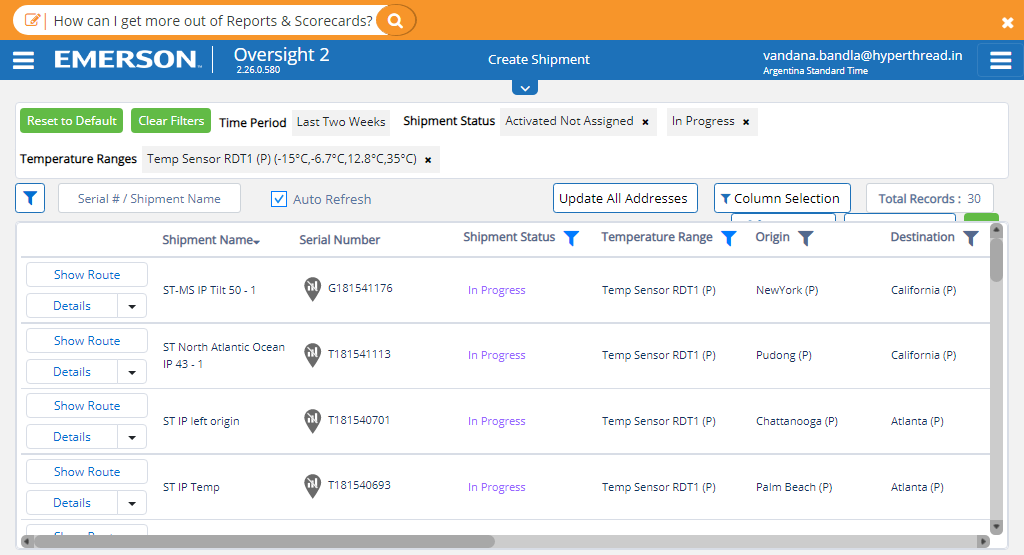 How can I get more out of Reports & Scorecards?
EMERSON
Oversight 2
2.26.0.580
Create Shipment
vandana.bandla@hyperthread.in
Argentina Standard Time
Reset to Default
Clear Filters
Time Period
Last Two Weeks
Shipment Status
Activated Not Assigned ×
In Progress ×
Temperature Ranges
Temp Sensor RDT1 (P) (-15°C,-6.7°C,12.8°C,35°C) ×
Serial # / Shipment Name
Auto Refresh
Update All Addresses
Column Selection
Total Records : 30
Shipment Name
Serial Number
Shipment Status
Temperature Range
Origin
Destination
Show Route
Details
ST-MS IP Tilt 50 - 1
G181541176
In Progress
Temp Sensor RDT1 (P)
NewYork (P)
California (P)
Show Route
Details
ST North Atlantic Ocean
IP 43 - 1
T181541113
In Progress
Temp Sensor RDT1 (P)
Pudong (P)
California (P)
Show Route
Details
ST IP left origin
T181540701
In Progress
Temp Sensor RDT1 (P)
Chattanooga (P)
Atlanta (P)
Show Route
Details
ST IP Temp
T181540693
In Progress
Temp Sensor RDT1 (P)
Palm Beach (P)
Atlanta (P)